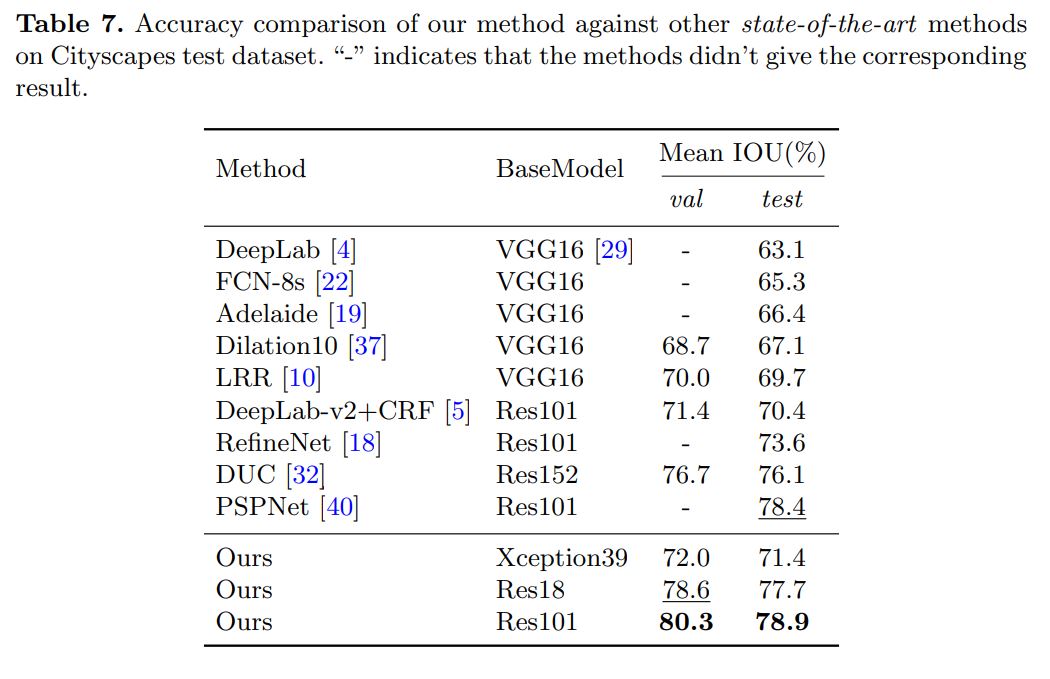 Table 7. Accuracy comparison of our method against other state-of-the-art methods
on Cityscapes test dataset. “-” indicates that the methods didn’t give the corresponding
result.
Method BaseModel Mean IOU(%)
val test
DeepLab [4] VGG16 [29] - 63.1
FCN-8s [22] VGG16 - 65.3
Adelaide [19] VGG16 - 66.4
Dilation10 [37] VGG16 68.7 67.1
LRR [10] VGG16 70.0 69.7
DeepLab-v2+CRF [5] Res101 71.4 70.4
RefineNet [18] Res101 - 73.6
DUC [32] Res152 76.7 76.1
PSPNet [40] Res101 - 78.4
Ours Xception39 72.0 71.4
Ours Res18 78.6 77.7
Ours Res101 80.3 78.9